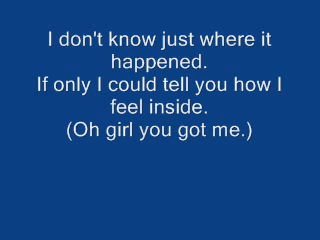 I don't know just where it
happened.
If only I could tell you how I
feel inside.
(Oh girl you got me.)